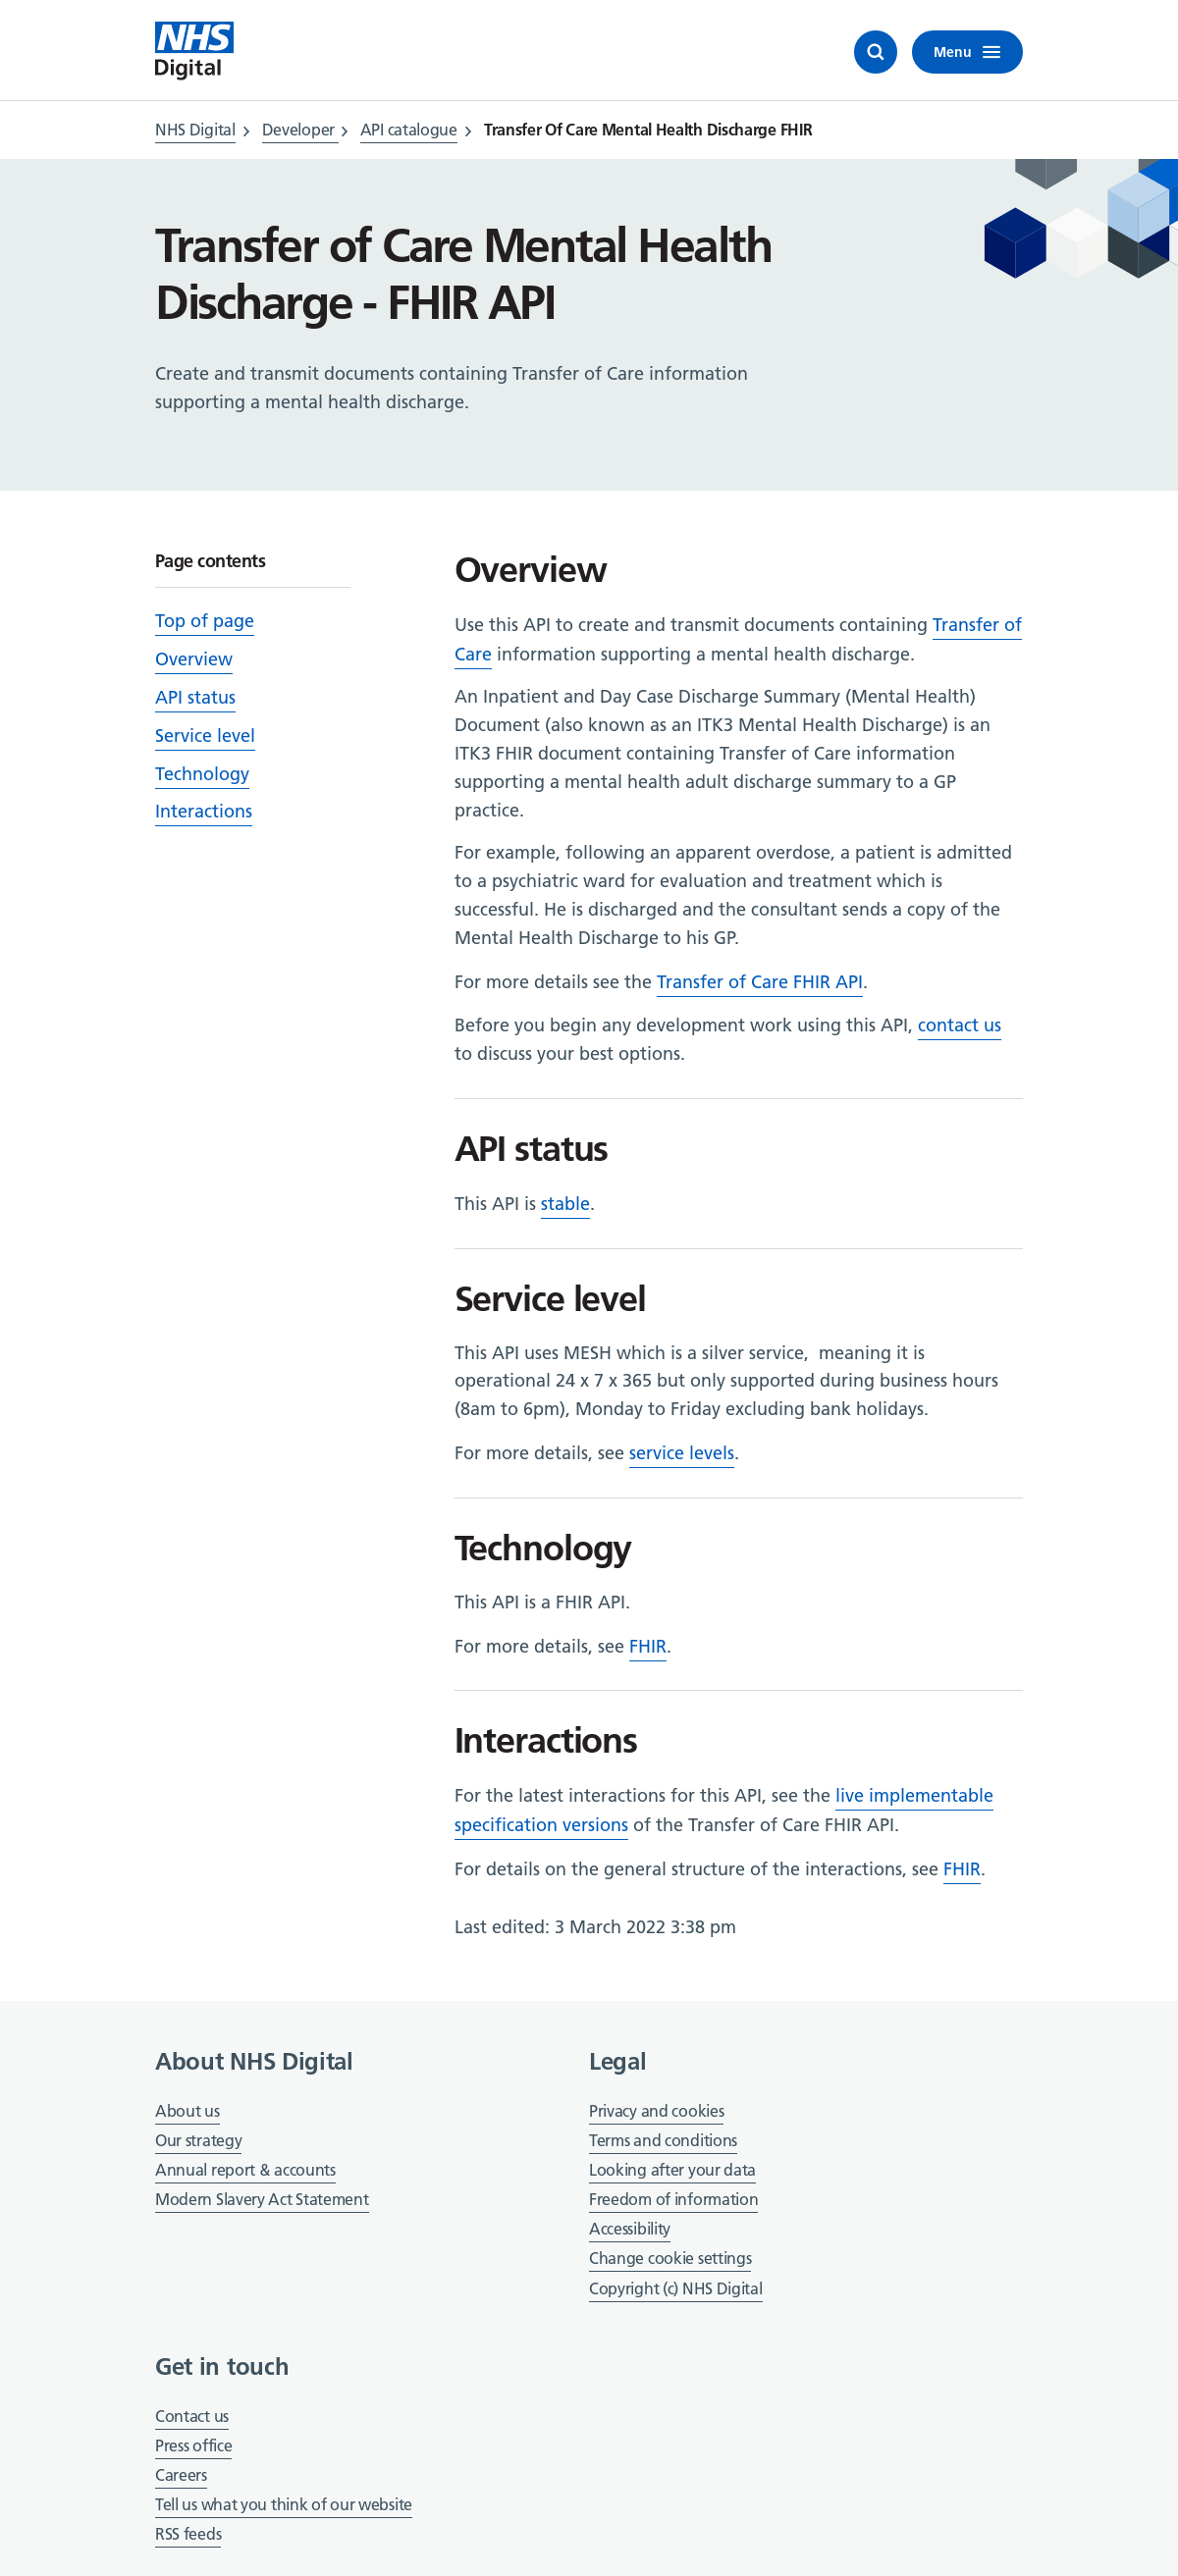 NHS
Digital
Menu
NHS Digital
Developer
API catalogue
Transfer Of Care Mental Health Discharge FHIR
Transfer of Care Mental Health
Discharge - FHIR API
Create and transmit documents containing Transfer of Care information
supporting a mental health discharge.
Page contents
Top of page
Overview
API status
Service level
Technology
Interactions
Overview
Use this API to create and transmit documents containing Transfer of
Care information supporting a mental health discharge.
An Inpatient and Day Case Discharge Summary (Mental Health)
Document (also known as an ITK3 Mental Health Discharge) is an
ITK3 FHIR document containing Transfer of Care information
supporting a mental health adult discharge summary to a GP
practice.
For example, following an apparent overdose, a patient is admitted
to a psychiatric ward for evaluation and treatment which is
successful. He is discharged and the consultant sends a copy of the
Mental Health Discharge to his GP.
For more details see the Transfer of Care FHIR API.
Before you begin any development work using this API, contact us
to discuss your best options.
API status
This API is stable.
Service level
This API uses MESH which is a silver service,  meaning it is
operational 24 x 7 x 365 but only supported during business hours
(8am to 6pm), Monday to Friday excluding bank holidays.
For more details, see service levels.
Technology
This API is a FHIR API.
For more details, see FHIR.
Interactions
For the latest interactions for this API, see the live implementable
specification versions of the Transfer of Care FHIR API.
For details on the general structure of the interactions, see FHIR.
Last edited: 3 March 2022 3:38 pm
About NHS Digital
About us
Our strategy
Annual report & accounts
Modern Slavery Act Statement
Legal
Privacy and cookies
Terms and conditions
Looking after your data
Freedom of information
Accessibility
Change cookie settings
Copyright (c) NHS Digital
Get in touch
Contact us
Press office
Careers
Tell us what you think of our website
RSS feeds